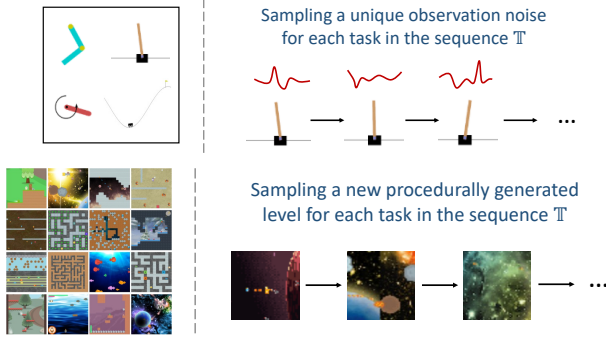 Sampling a unique observation noise
for each task in the sequence 𝕋
...
Sampling a new procedurally generated
level for each task in the sequence 𝕋
...